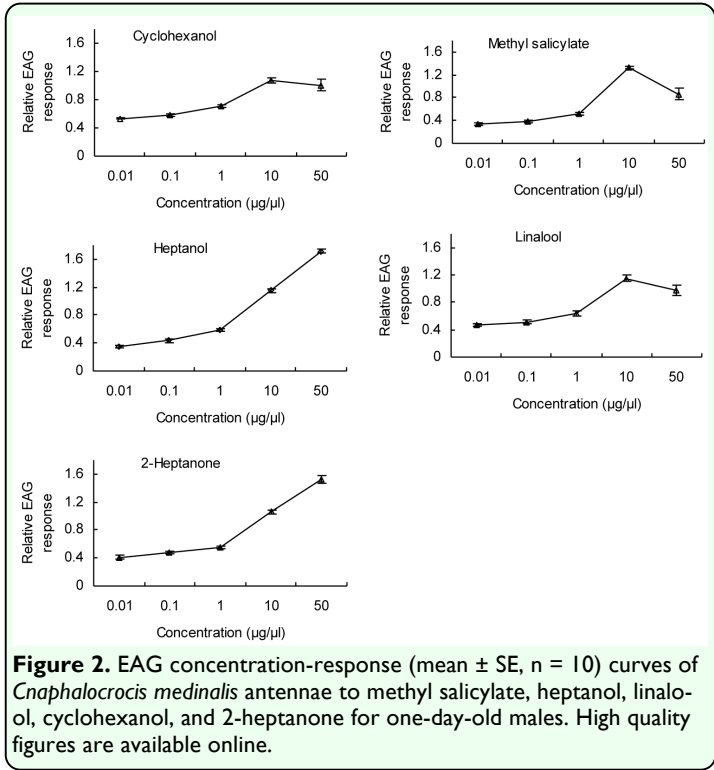 Cyclohexanol
Relative EAG
response
1.6
1.2
0.8
0.4
0
0.01 0.1 1 10 50
Concentration (µg/µl)
Methyl salicylate
Relative EAG
response
1.6
1.2
0.8
0.4
0
0.01 0.1 1 10 50
Concentration (µg/µl)
Heptanol
Relative EAG
response
1.6
1.2
0.8
0.4
0
0.01 0.1 1 10 50
Concentration (µg/µl)
Linalool
Relative EAG
response
1.6
1.2
0.8
0.4
0
0.01 0.1 1 10 50
Concentration (µg/µl)
2-Heptanone
Relative EAG
response
1.6
1.2
0.8
0.4
0
0.01 0.1 1 10 50
Concentration (µg/µl)
Figure 2. EAG concentration-response (mean ± SE, n = 10) curves of
Cnaphalocrocis medinalis antennae to methyl salicylate, heptanol, linalo-
ol, cyclohexanol, and 2-heptanone for one-day-old males. High quality
figures are available online.